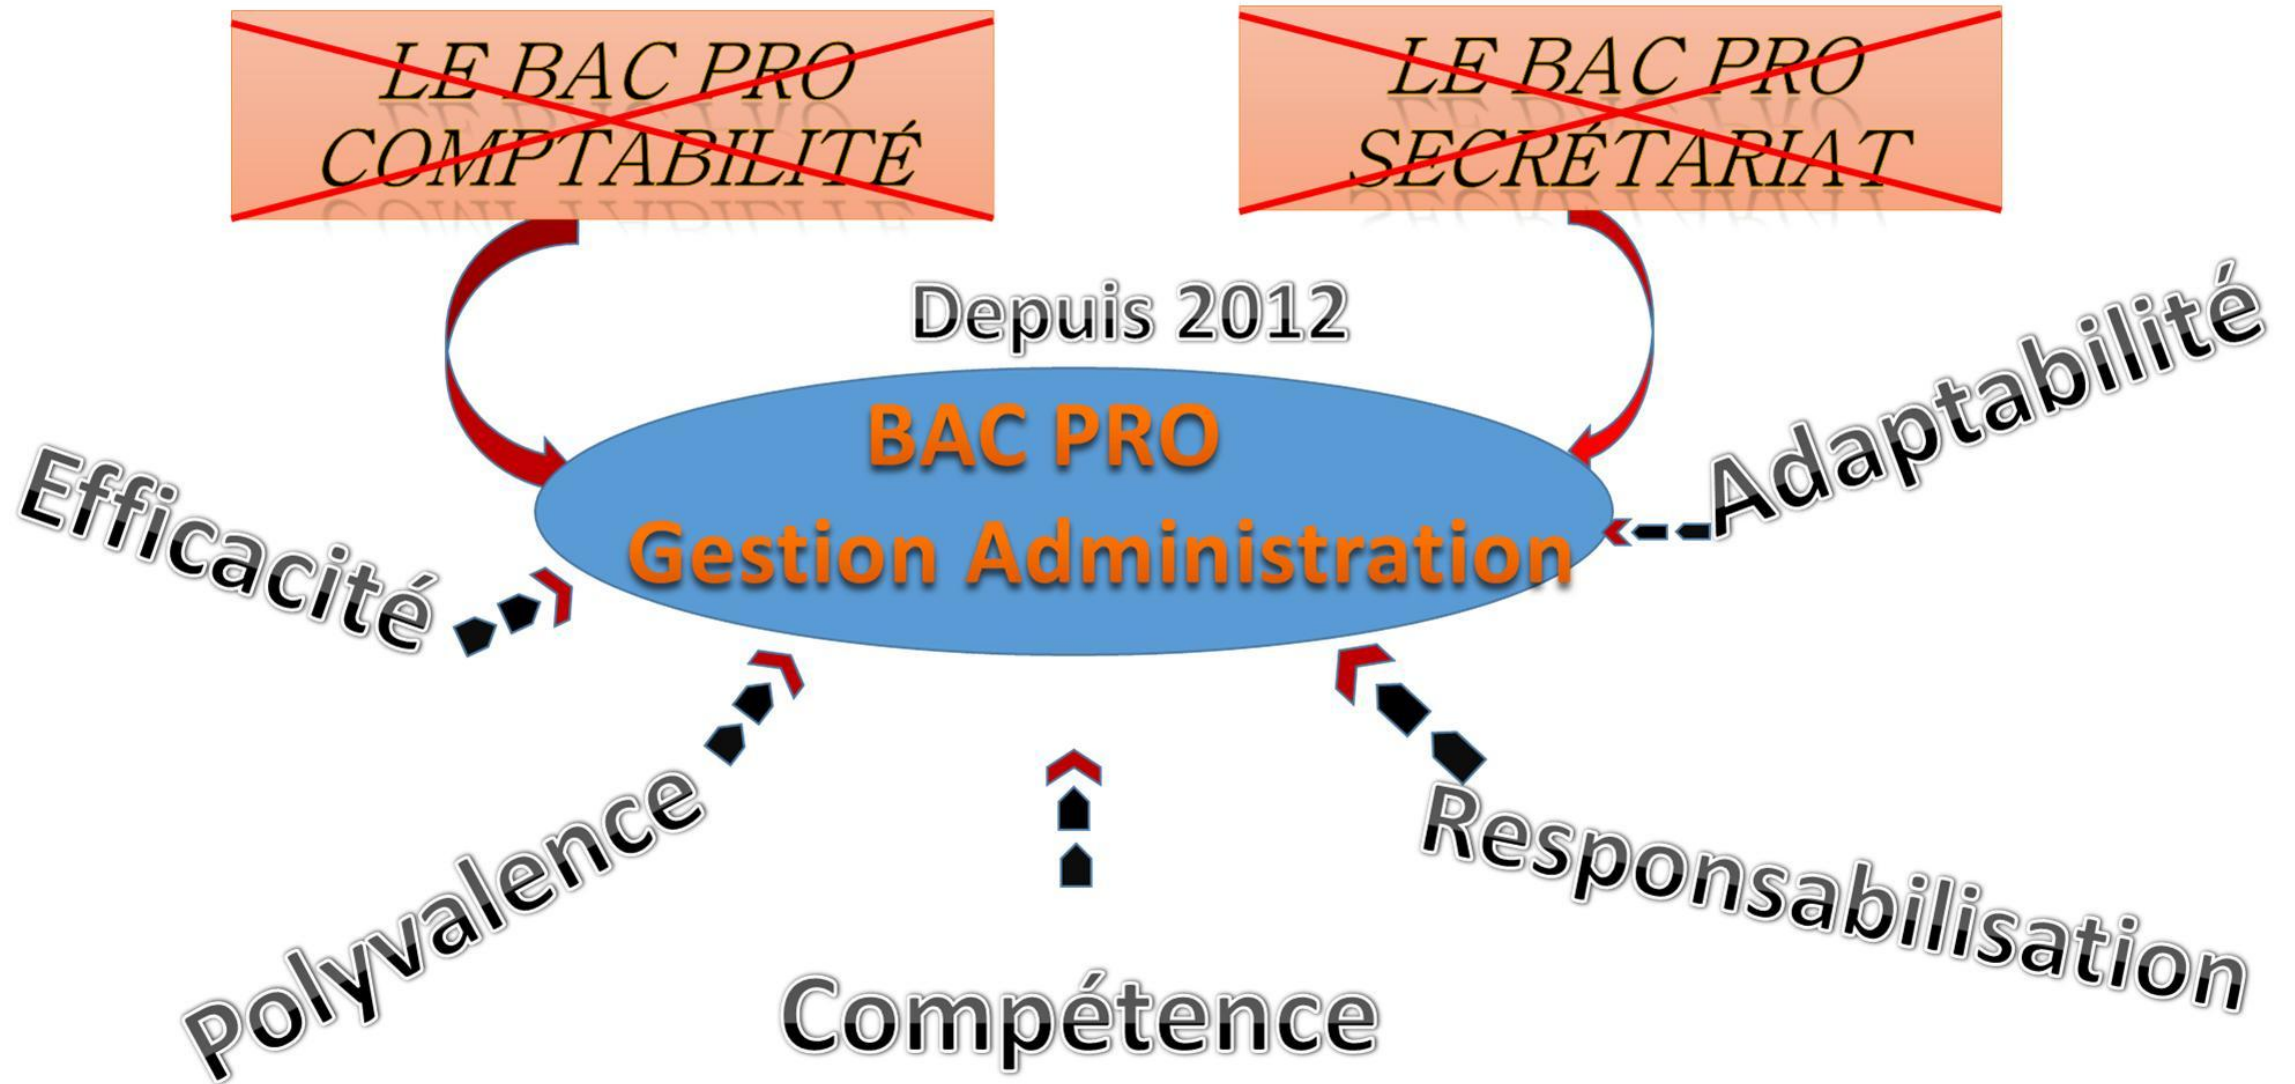 LE BAC PRO
COMPTABILITÉ
LE BAC PRO
SECRÉTARIAT
Depuis 2012
BAC PRO
Gestion Administration
Adaptabilité
Efficacité
Polyvalence
Responsabilisation
Compétence